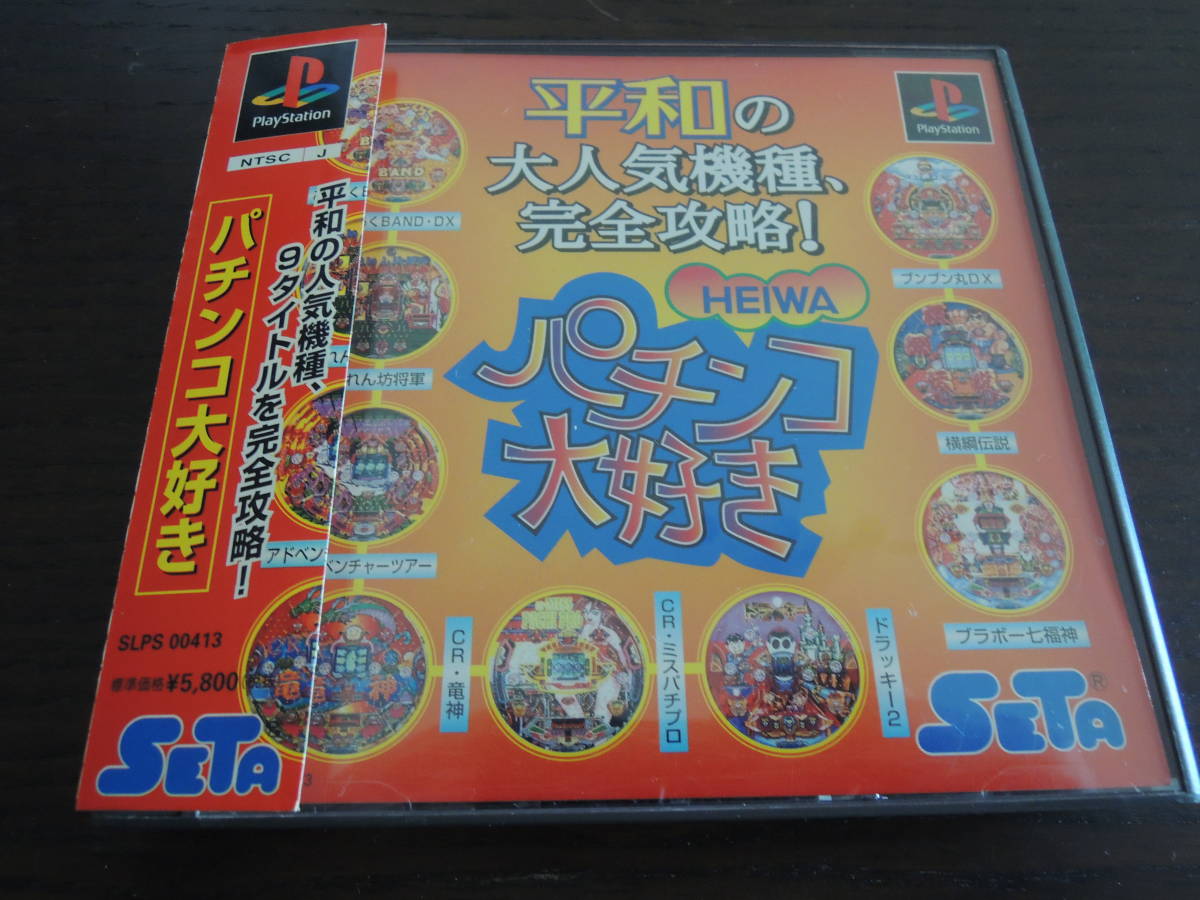 PlayStation
NTSC J
平和の人気機種、
9タイトルを完全攻略!
パチンコ大好き
SLPS 00413
標準価格¥5,800
SETA
平和の
大人気機種、
完全攻略!
PlayStation
HEIWA
パチンコ
大好き
BAND
くBAND・DX
れん坊将軍
アドベン
ベンチャーツアー
竜 神
CR・竜神
CR・ミスパチプロ
ドラッキー2
ブンブン丸DX
横綱伝説
ブラボー七福神
SETA®
3